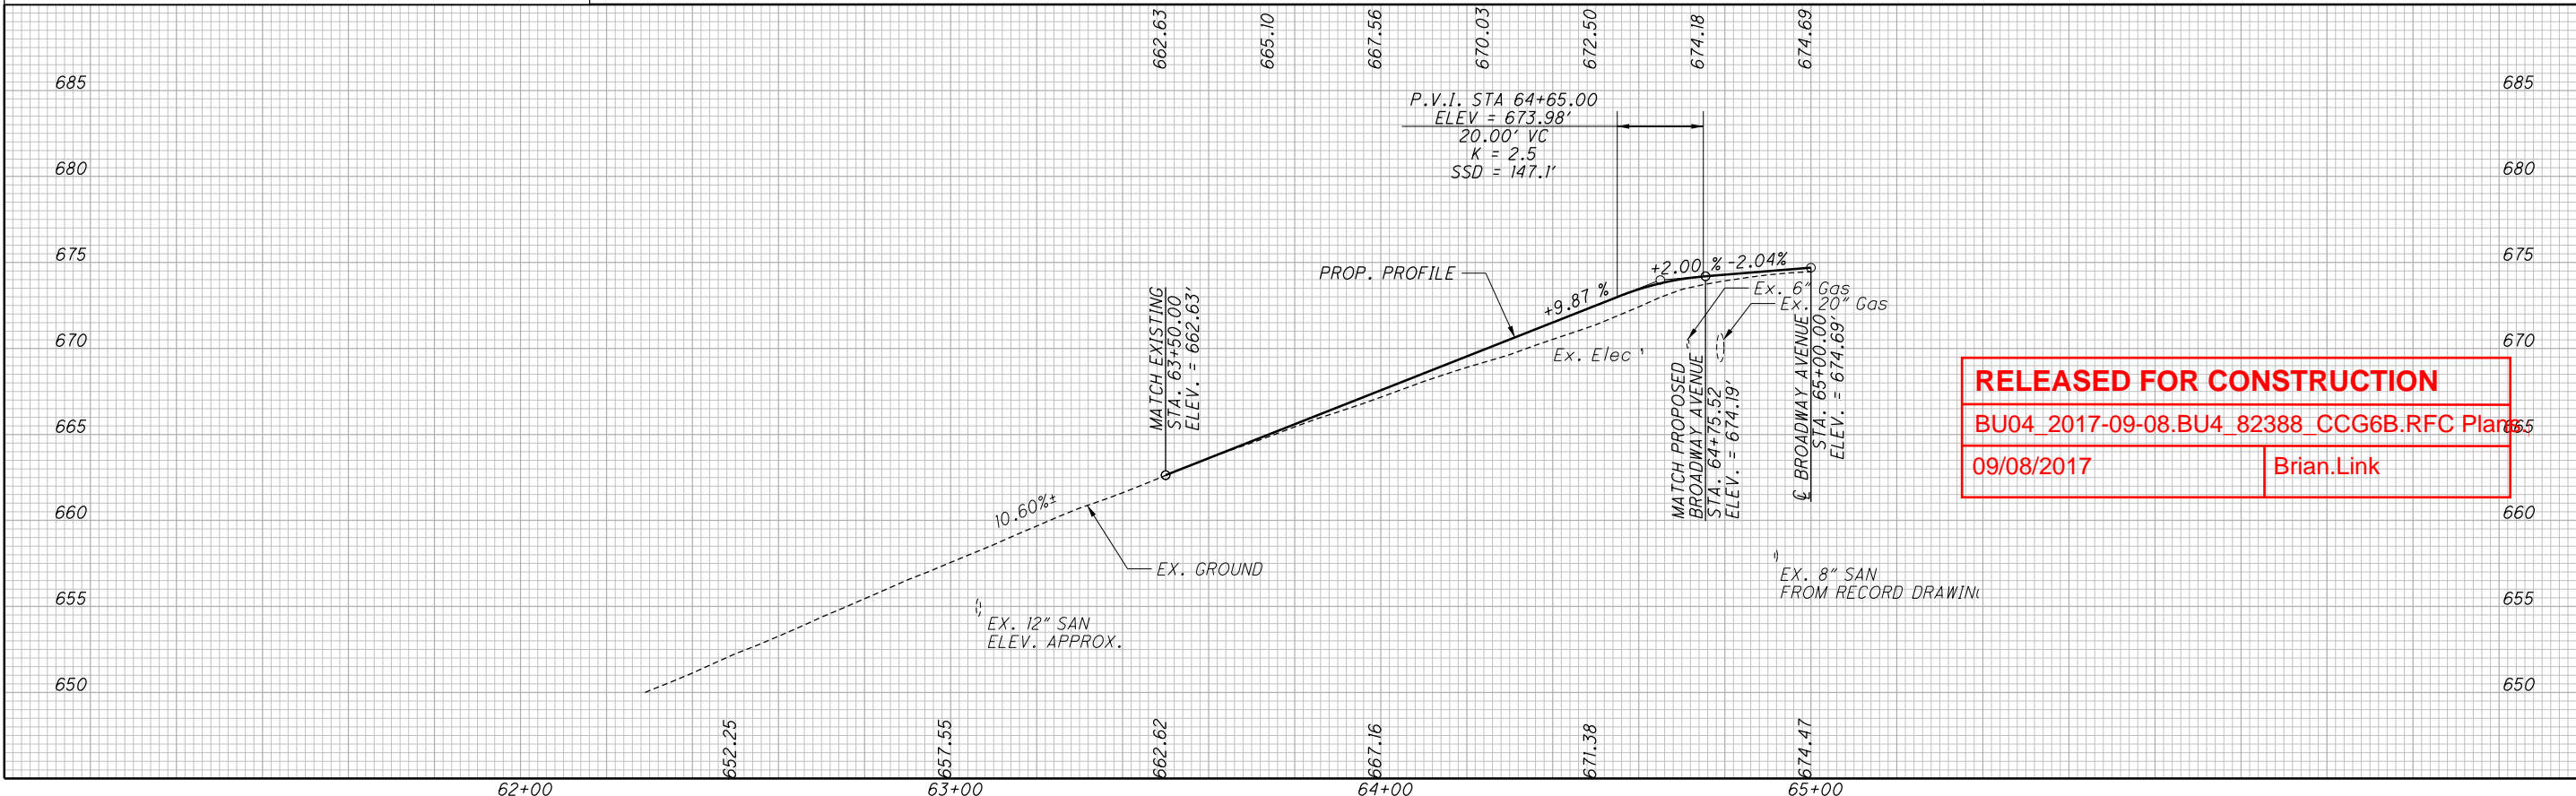 662.63
665.10
667.56
670.03
672.50
674.18
674.69
685
685
P.V.I. STA 64+65.00
ELEV = 673.98'
20.00' VC
K = 2.5
SSD = 147.1'
680
680
675
675
PROP. PROFILE
+9.87 %
+2.00 %
-2.04%
Ex. 6" Gas
Ex. 20" Gas
Ex. Elec
MATCH EXISTING
STA. 63+50.00
ELEV. = 662.63'
MATCH PROPOSED
BROADWAY AVENUE
STA. 64+75.52
ELEV. = 674.19'
℄ BROADWAY AVENUE
STA. 65+00.00
ELEV. = 674.69'
670
670
RELEASED FOR CONSTRUCTION
BU04_2017-09-08.BU4_82388_CCG6B.RFC Plans.
09/08/2017
Brian.Link
665
665
660
660
10.60%±
EX. GROUND
EX. 8" SAN
FROM RECORD DRAWIN
655
655
EX. 12" SAN
ELEV. APPROX.
650
650
652.25
657.55
662.62
667.16
671.38
674.47
62+00
63+00
64+00
65+00